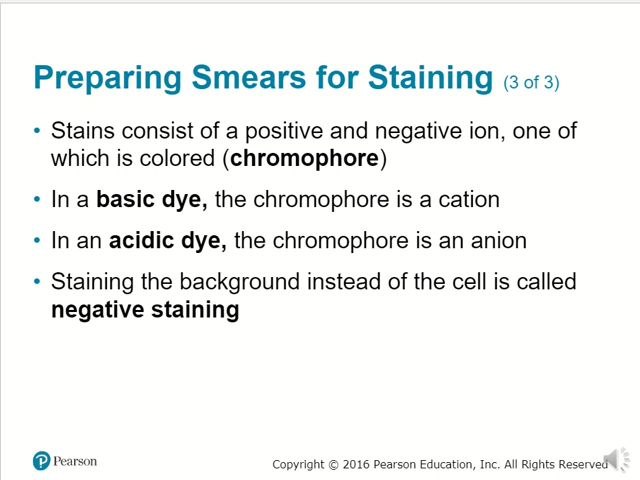 Preparing Smears for Staining (3 of 3)
• Stains consist of a positive and negative ion, one of
which is colored (chromophore)
• In a basic dye, the chromophore is a cation
• In an acidic dye, the chromophore is an anion
• Staining the background instead of the cell is called
negative staining
Pearson
Copyright © 2016 Pearson Education, Inc. All Rights Reserved